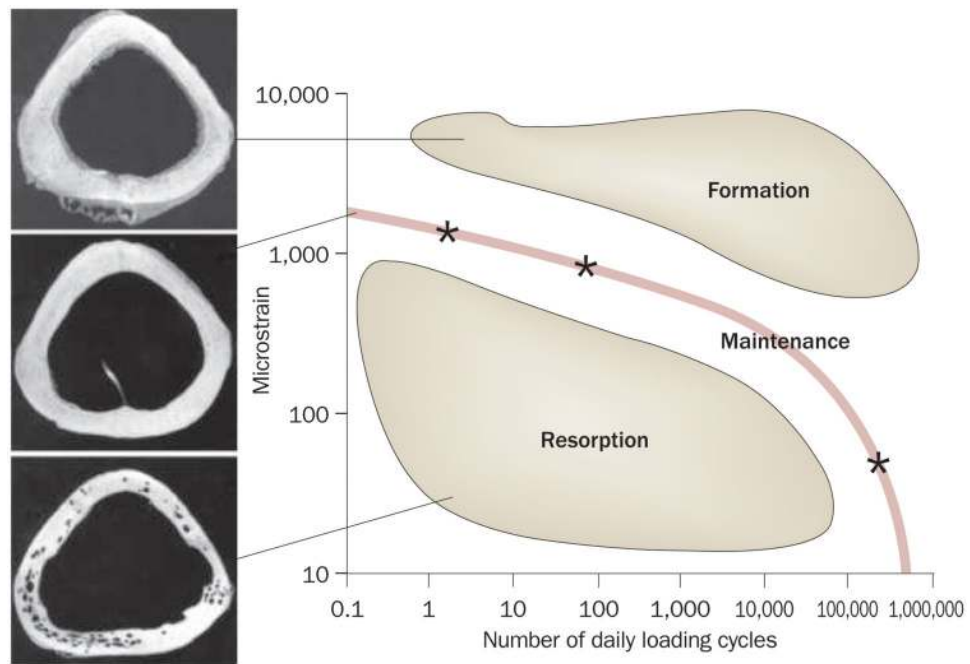 10,000
Formation
1,000
Microstrain
Maintenance
100
Resorption
10
0.1 1 10 100 1,000 10,000 100,000 1,000,000
Number of daily loading cycles